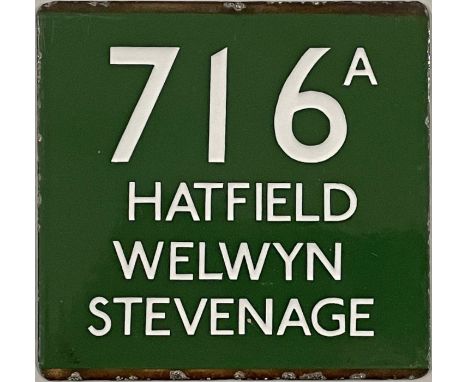 716A
HATFIELD
WELWYN
STEVENAGE